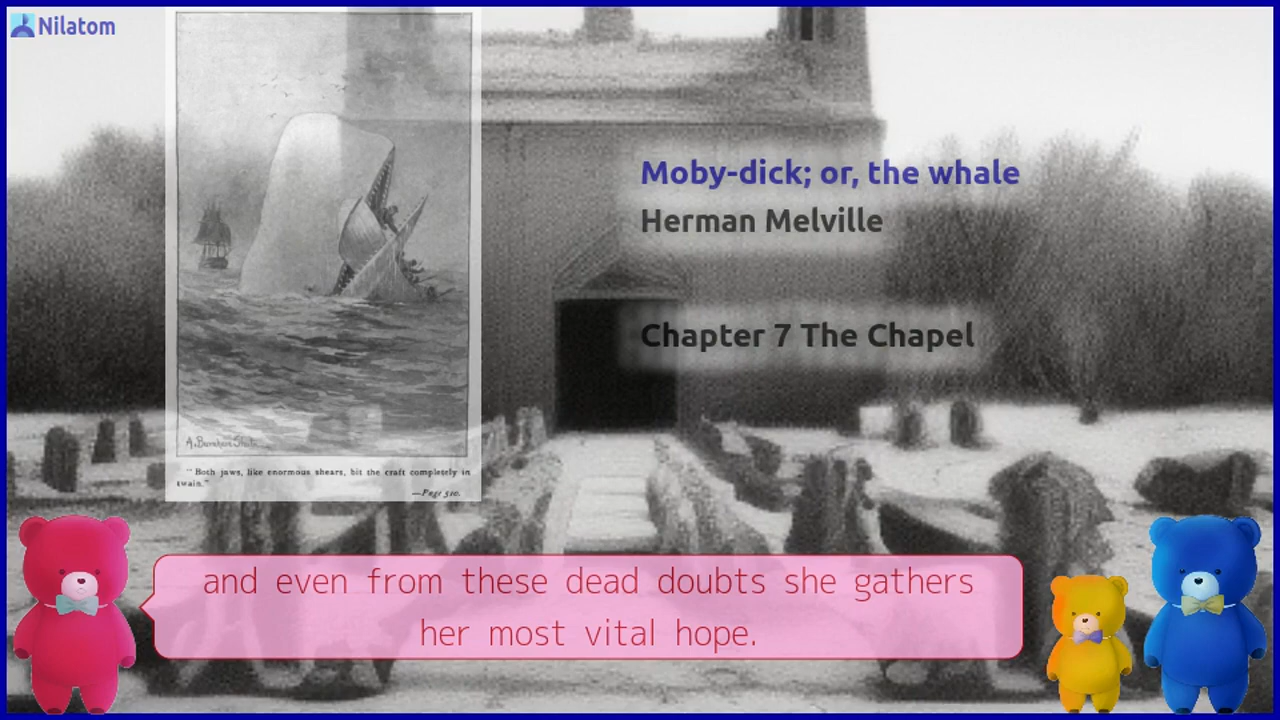 Nilatom
Moby-dick; or, the whale
Herman Melville
Chapter 7 The Chapel
"Both jaws, like enormous shears, bit the craft completely in
twain."
—Page 510.
and even from these dead doubts she gathers
her most vital hope.